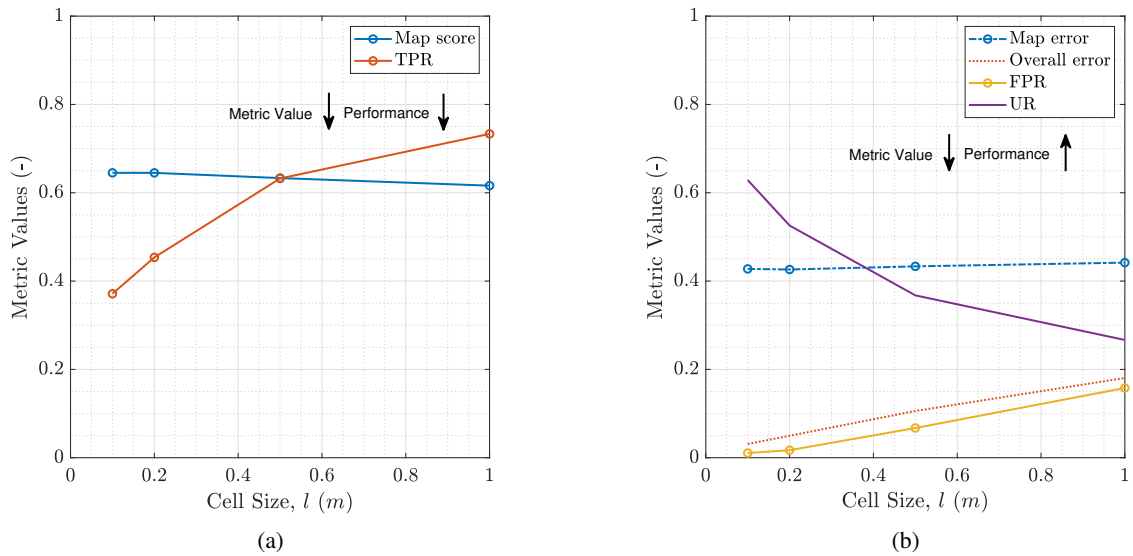 1
0.8
0.6
0.4
0.2
0
0
0.2
0.4
0.6
0.8
1
Metric Values (-)
Cell Size, l (m)
Map score
TPR
Metric Value
Performance
(a)
1
0.8
0.6
0.4
0.2
0
0
0.2
0.4
0.6
0.8
1
Metric Values (-)
Cell Size, l (m)
Map error
Overall error
FPR
UR
Metric Value
Performance
(b)